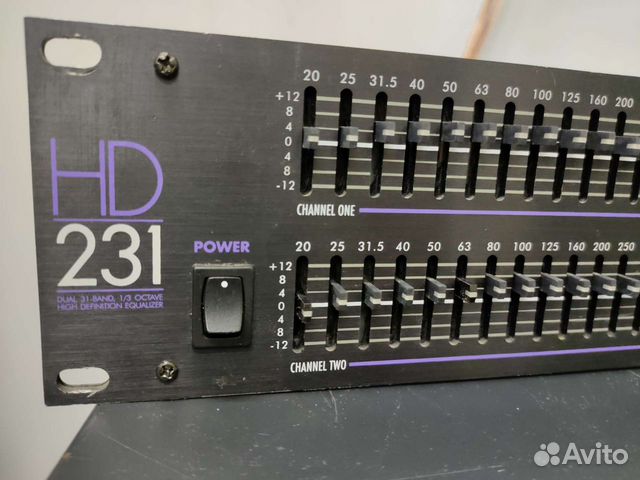 20 25 31.5 40 50 63 80 100 125 160 200
+12
8
4
0
4
8
-12
CHANNEL ONE
HD
231
DUAL 31-BAND, 1/3 OCTAVE
HIGH DEFINITION EQUALIZER
POWER
20 25 31.5 40 50 63 80 100 125 160 200 250
+12
8
4
0
4
8
-12
CHANNEL TWO
Avito